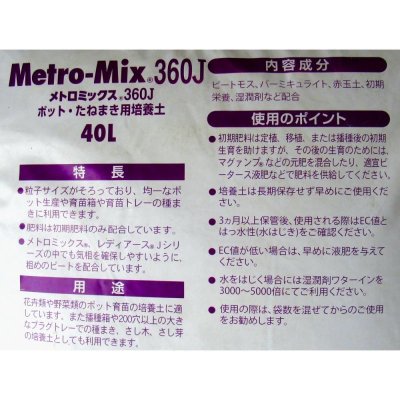 Metro-Mix® 360J
メトロミックス® 360J
ポット・たねまき用培養土
40L
特長
●粒子サイズがそろっており、均一なポット生産や育苗箱や育苗トレーの種まきに利用できます。
●肥料は初期肥料のみ配合しています。
●メトロミックス®、レディアースJシリーズの中でも気相を確保しやすいように、粗めのピートを配合しています。
用途
花卉類や野菜類のポット育苗の培養土に適しています。また播種箱や200穴以上の大きなプラグトレーでの種まき、さし木、さし芽の培養土としても利用できます。
内容成分
ピートモス、バーミキュライト、赤玉土、初期栄養、湿潤剤など配合
使用のポイント
●初期肥料は定植、移植、または播種後の初期生育を助けますが、その後の生育のためには、マグァンプ®などの元肥を混合したり、適宜ピータース液肥などで肥料を供給してください。
●培養土は長期保存せず早めにご使用ください。
●3ヵ月以上保管後、使用される際はEC値とはっ水性(水はじき)をご確認ください。
●EC値が低い場合は、早めに液肥を与えてください。
●水をはじく場合には湿潤剤ワターインを3000〜5000倍にてご利用ください。
●使用の際は、袋数を混ぜてからのご使用をお勧めします。